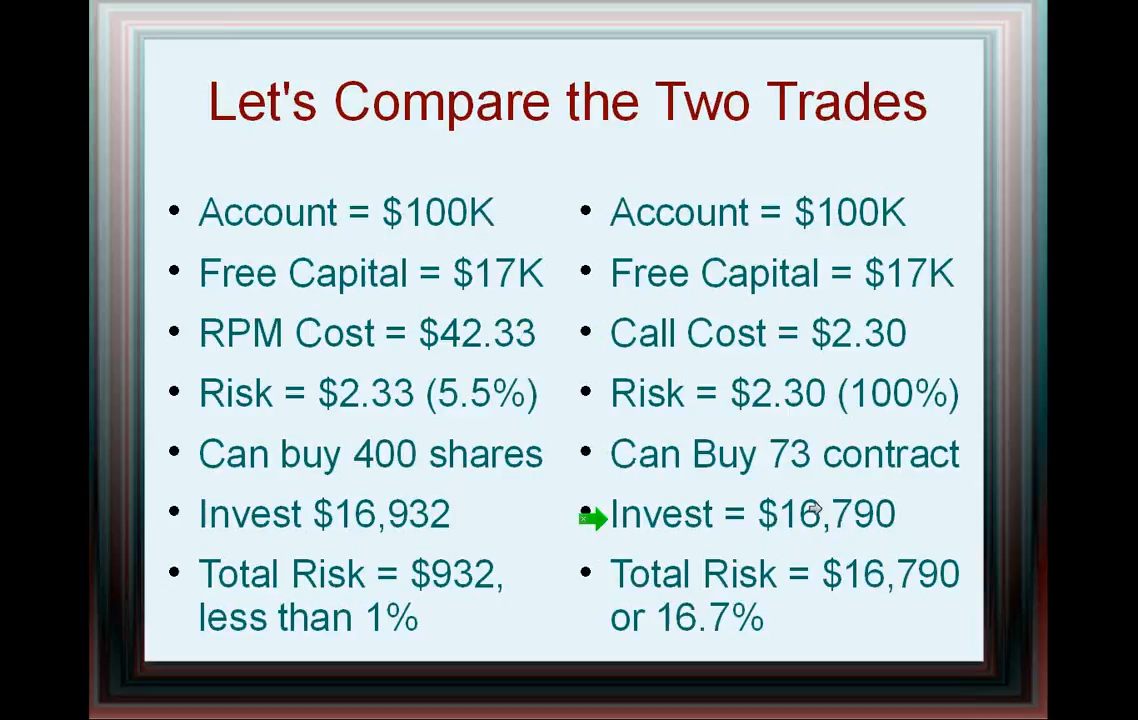 Let's Compare the Two Trades
• Account = $100K
• Free Capital = $17K
• RPM Cost = $42.33
• Risk = $2.33 (5.5%)
• Can buy 400 shares
• Invest $16,932
• Total Risk = $932,
less than 1%
• Account = $100K
• Free Capital = $17K
• Call Cost = $2.30
• Risk = $2.30 (100%)
• Can Buy 73 contract
• Invest = $16,790
• Total Risk = $16,790
or 16.7%